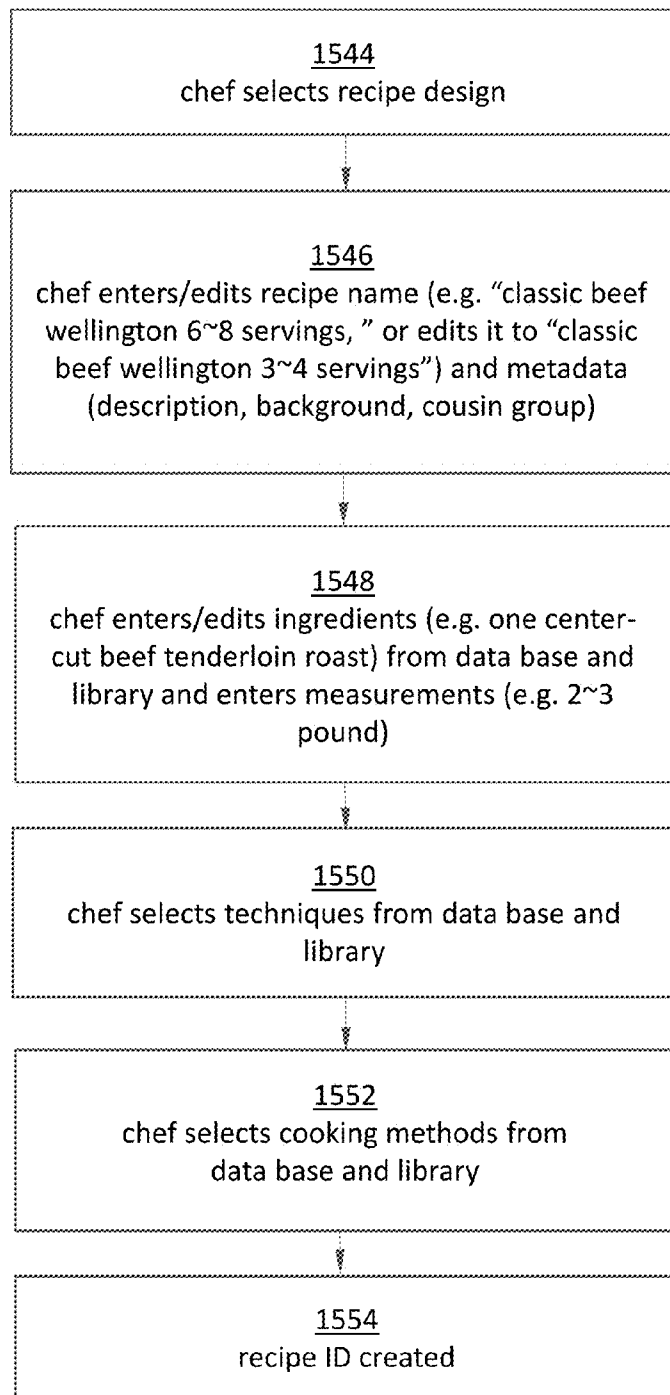 1544
chef selects recipe design
1546
chef enters/edits recipe name (e.g. “classic beef
wellington 6~8 servings, ” or edits it to “classic
beef wellington 3~4 servings”) and metadata
(description, background, cousin group)
1548
chef enters/edits ingredients (e.g. one center-
cut beef tenderloin roast) from data base and
library and enters measurements (e.g. 2~3
pound)
1550
chef selects techniques from data base and
library
1552
chef selects cooking methods from
data base and library
1554
recipe ID created